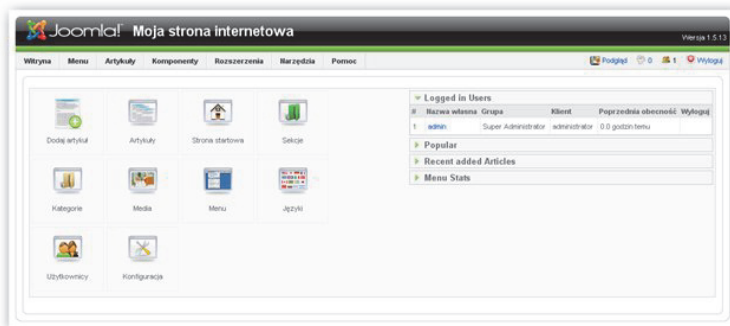 Joomla! Moja strona internetowa
Wersja 1.5.13
Witryna Menu Artykuły Komponenty Rozszerzenia Narzędzia Pomoc
Podgląd 0 1 Wyloguj
Dodaj artykuł Artykuły Strona startowa Sekcje
Kategorie Media Menu Języki
Użytkownicy Konfiguracja
Logged in Users
# Nazwa własna Grupa Klient Poprzednia obecność Wyloguj
1 admin Super Administrator administrator 0.0 godzin temu
Popular
Recent added Articles
Menu Stats